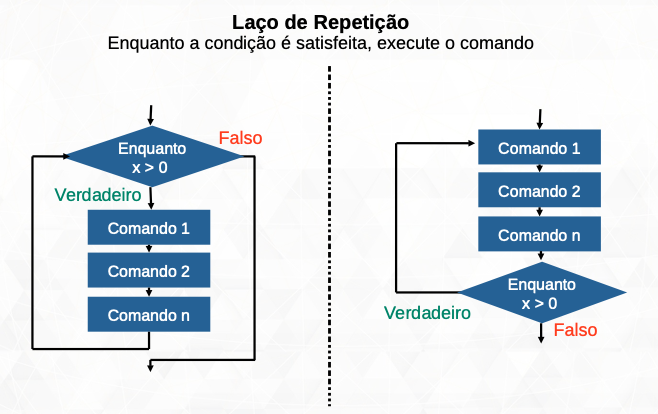 Laço de Repetição
Enquanto a condição é satisfeita, execute o comando
Enquanto
x > 0
Falso
Verdadeiro
Comando 1
Comando 2
Comando n
Comando 1
Comando 2
Comando n
Enquanto
x > 0
Verdadeiro
Falso